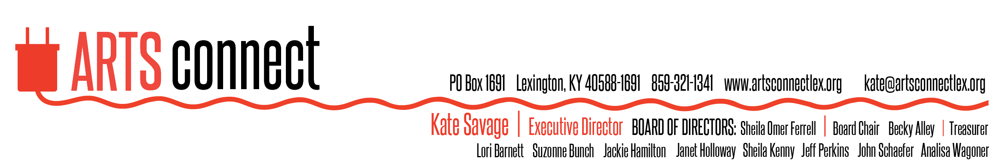 ARTS connect
PO Box 1691 Lexington, KY 40588-1691 859-321-1341 www.artsconnectlex.org kate@artsconnectlex.org
Kate Savage | Executive Director BOARD OF DIRECTORS: Sheila Omer Ferrell | Board Chair Becky Alley | Treasurer
Lori Barnett Suzonne Bunch Jackie Hamilton Janet Holloway Sheila Kenny Jeff Perkins John Schaefer Analisa Wagoner